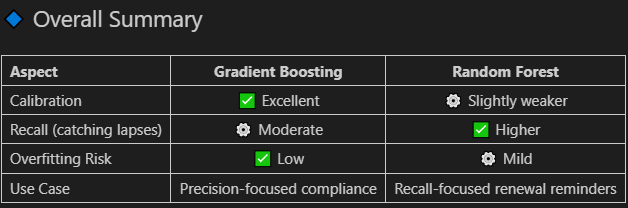 Overall Summary
Aspect Gradient Boosting Random Forest
Calibration Excellent Slightly weaker
Recall (catching lapses) Moderate Higher
Overfitting Risk Low Mild
Use Case Precision-focused compliance Recall-focused renewal reminders